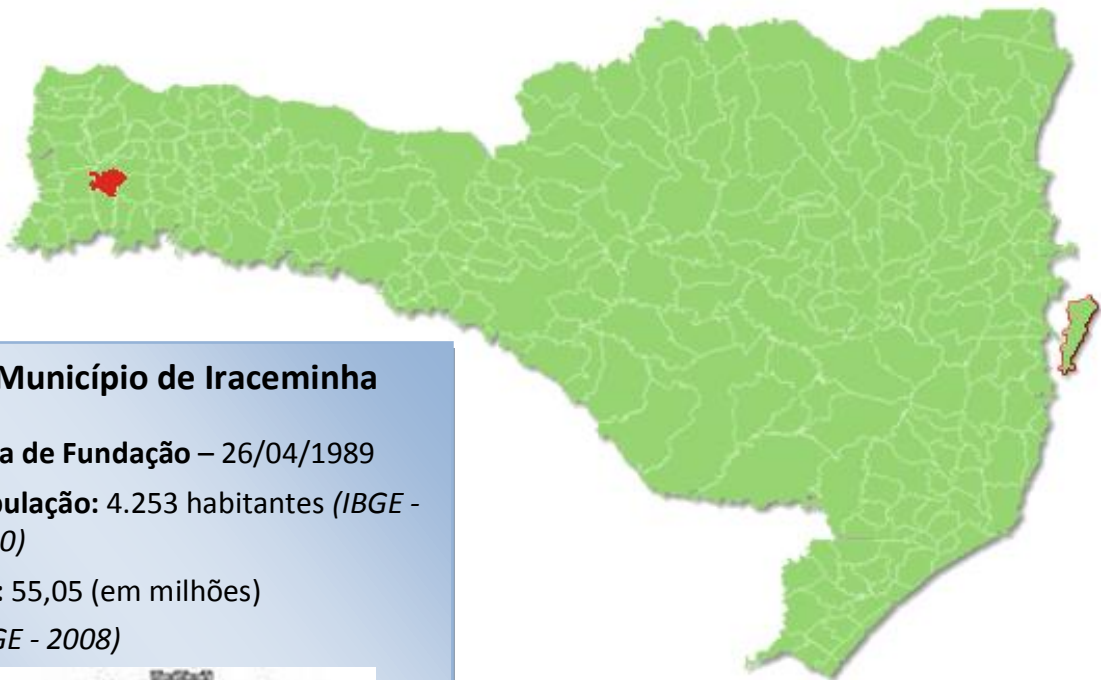 Município de Iraceminha
a de Fundação – 26/04/1989
pulação: 4.253 habitantes (IBGE -
0)
: 55,05 (em milhões)
GE - 2008)